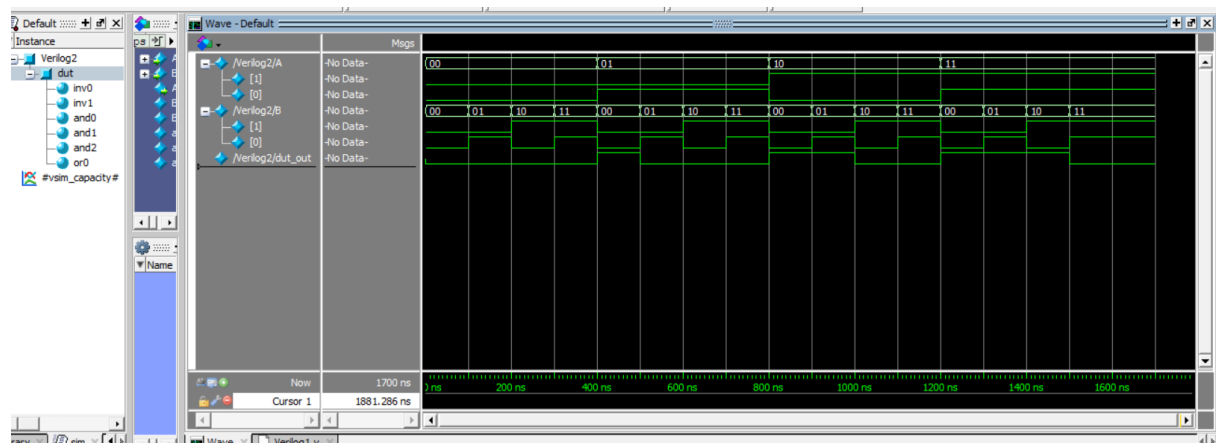 Default
Wave - Default
Instance
Msgs
Verilog2
dut
inv0
inv1
and0
and1
and2
or0
#vsim_capacity#
Name
/Verilog2/A -No Data- 00 01 10 11
[1] -No Data-
[0] -No Data-
/Verilog2/B -No Data- 00 01 10 11 00 01 10 11 00 01 10 11 00 01 10 11
[1] -No Data-
[0] -No Data-
/Verilog2/dut_out -No Data-
Now 1700 ns
200 ns 400 ns 600 ns 800 ns 1000 ns 1200 ns 1400 ns 1600 ns
Cursor 1 1881.286 ns
sim
Wave
Verilog1.v